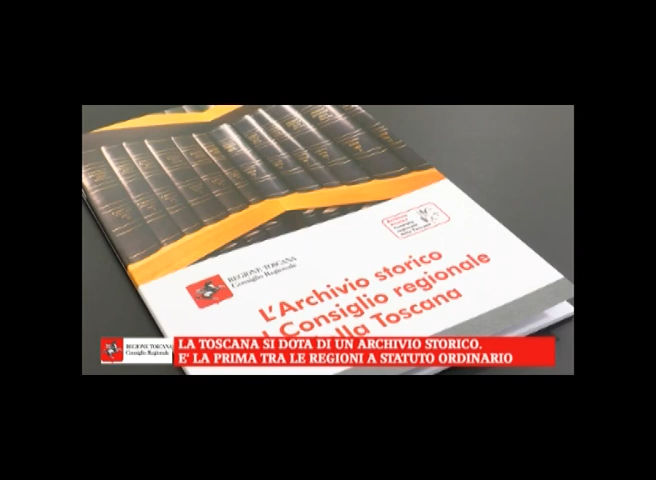 REGIONE TOSCANA
Consiglio Regionale
L'Archivio storico
l Consiglio regionale
lla Toscana
REGIONE TOSCANA
Consiglio Regionale
LA TOSCANA SI DOTA DI UN ARCHIVIO STORICO.
E' LA PRIMA TRA LE REGIONI A STATUTO ORDINARIO